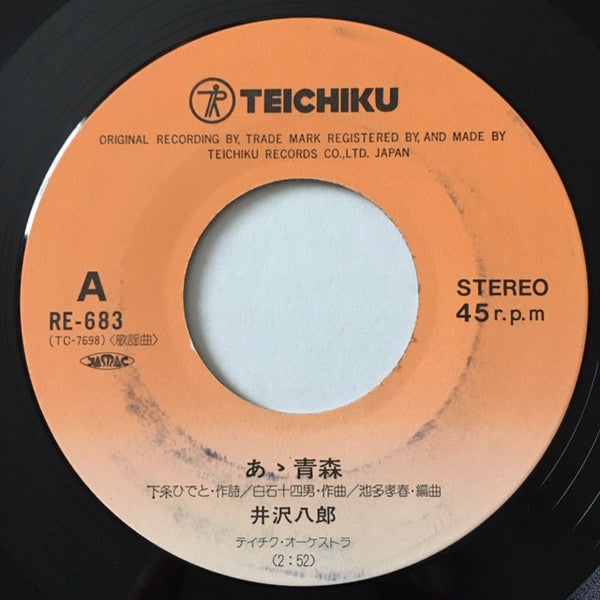 TEICHIKU
ORIGINAL RECORDING BY, TRADE MARK REGISTERED BY, AND MADE BY
TEICHIKU RECORDS CO.,LTD. JAPAN
A
RE-683
(TC-7698)〈歌謡曲〉
JASRAC
STEREO
45 r.p.m
あゝ青森
下条ひでと・作詩／白石十四男・作曲／池多孝春・編曲
井沢八郎
テイチク・オーケストラ
(2:52)